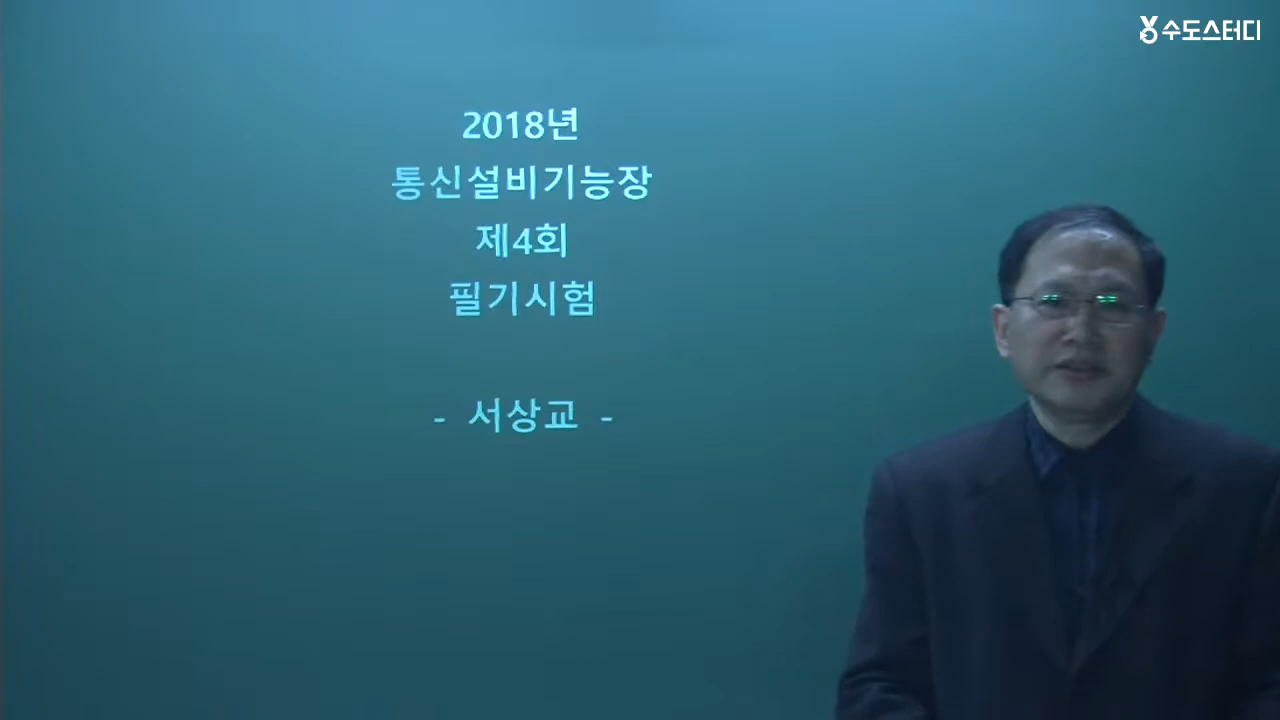 수도스터디
2018년
통신설비기능장
제4회
필기시험
- 서상교 -